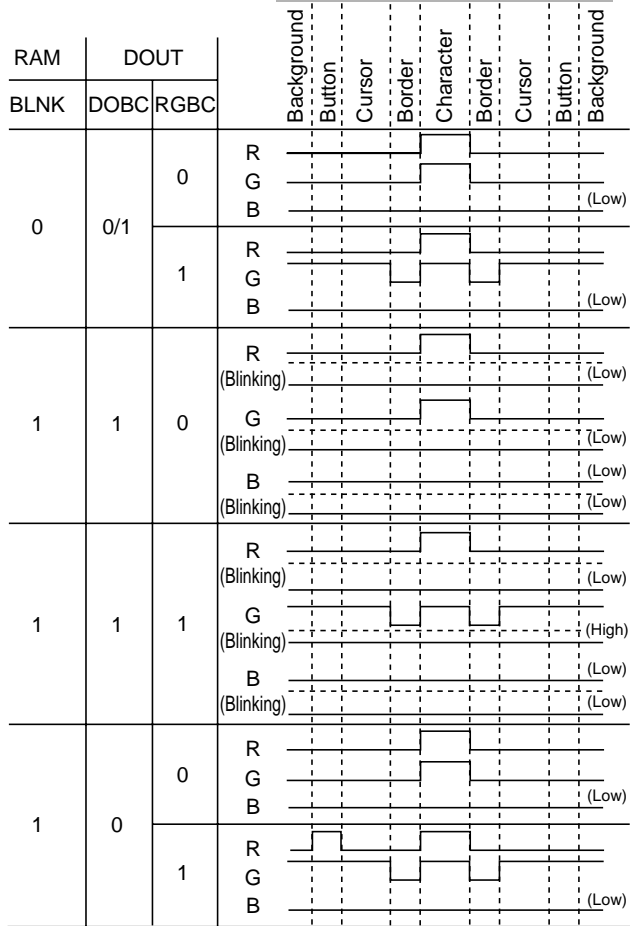 RAM DOUT
BLNK DOBC RGBC
Background Button Cursor Border Character Border Cursor Button Background
0 0/1 0
R
G
B (Low)
1
R
G
B (Low)
1 1 0
R
(Blinking) (Low)
G
(Blinking) (Low)
B (Low)
(Blinking) (Low)
1 1 1
R
(Blinking) (Low)
G
(Blinking) (High)
B (Low)
(Blinking) (Low)
1 0 0
R
G
B (Low)
1
R
G
B (Low)